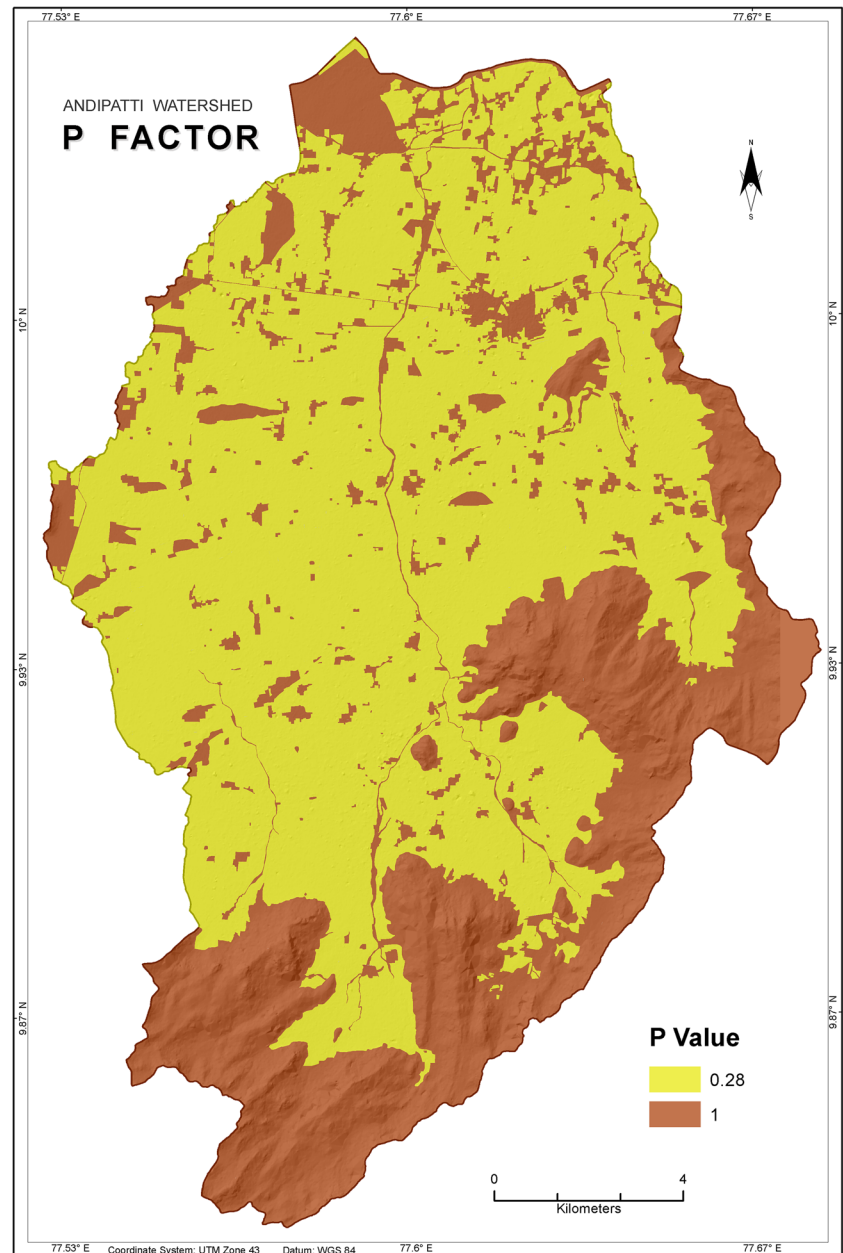 77.53° E 77.6° E 77.67° E
ANDIPATTI WATERSHED
P FACTOR
N
S
10° N 10° N
9.93° N 9.93° N
9.87° N 9.87° N
P Value
0.28
1
0 4
Kilometers
77.53° E Coordinate System: UTM Zone 43 Datum: WGS 84 77.6° E 77.67° E